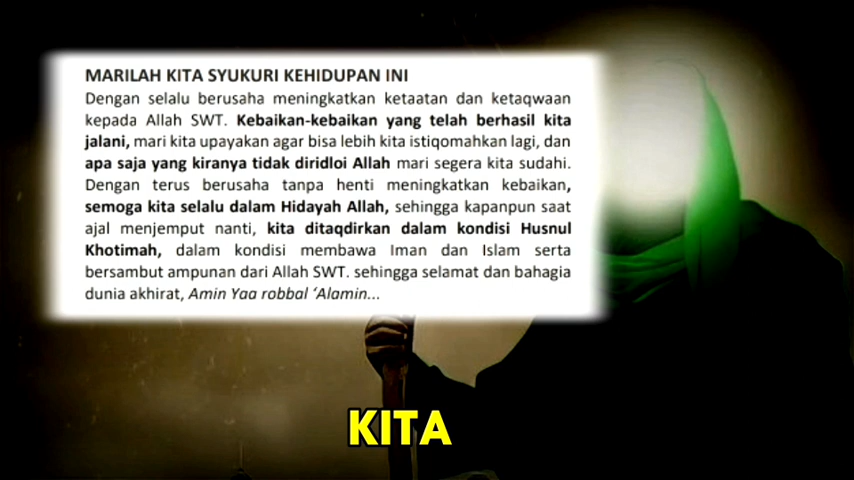 MARILAH KITA SYUKURI KEHIDUPAN INI
Dengan selalu berusaha meningkatkan ketaatan dan ketaqwaan
kepada Allah SWT. Kebaikan-kebaikan yang telah berhasil kita
jalani, mari kita upayakan agar bisa lebih kita istiqomahkan lagi, dan
apa saja yang kiranya tidak diridloi Allah mari segera kita sudahi.
Dengan terus berusaha tanpa henti meningkatkan kebaikan,
semoga kita selalu dalam Hidayah Allah, sehingga kapanpun saat
ajal menjemput nanti, kita ditaqdirkan dalam kondisi Husnul
Khotimah, dalam kondisi membawa Iman dan Islam serta
bersambut ampunan dari Allah SWT. sehingga selamat dan bahagia
dunia akhirat, Amin Yaa robbal ‘Alamin...
KITA